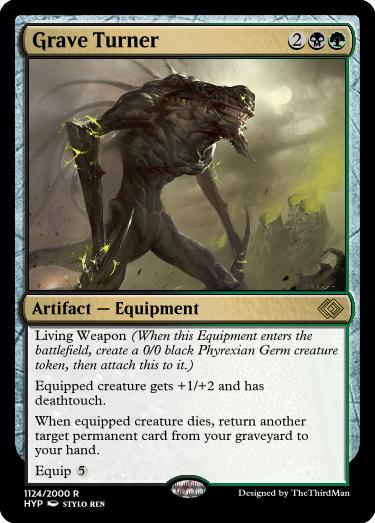 Grave Turner 2
Artifact — Equipment
Living Weapon (When this Equipment enters the
battlefield, create a 0/0 black Phyrexian Germ creature
token, then attach this to it.)
Equipped creature gets +1/+2 and has
deathtouch.
When equipped creature dies, return another
target permanent card from your graveyard to
your hand.
Equip 5
1124/2000 R
Designed by TheThirdMan
HYP STYLO REN